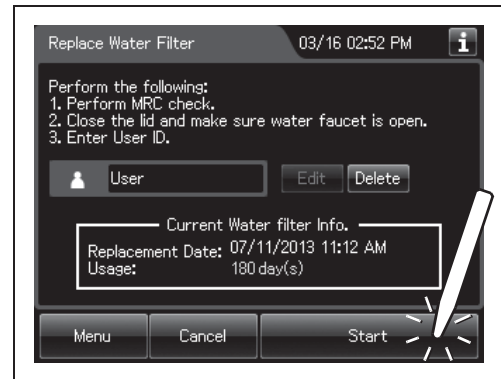 Replace Water Filter 03/16 02:52 PM i
Perform the following:
1. Perform MRC check.
2. Close the lid and make sure water faucet is open.
3. Enter User ID.
User Edit Delete
Current Water filter Info.
Replacement Date: 07/11/2013 11:12 AM
Usage: 180 day(s)
Menu Cancel Start